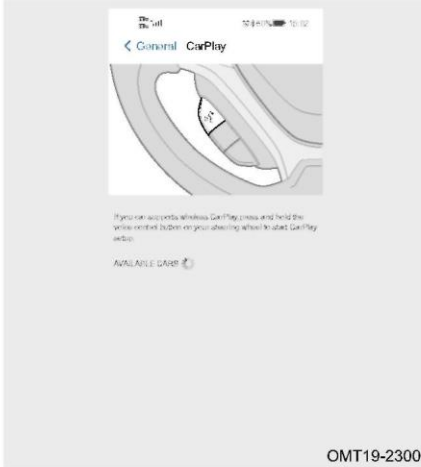 < General CarPlay
If your car supports wireless CarPlay, press and hold the
voice control button on your steering wheel to start CarPlay
setup.
AVAILABLE CARS
OMT19-2300